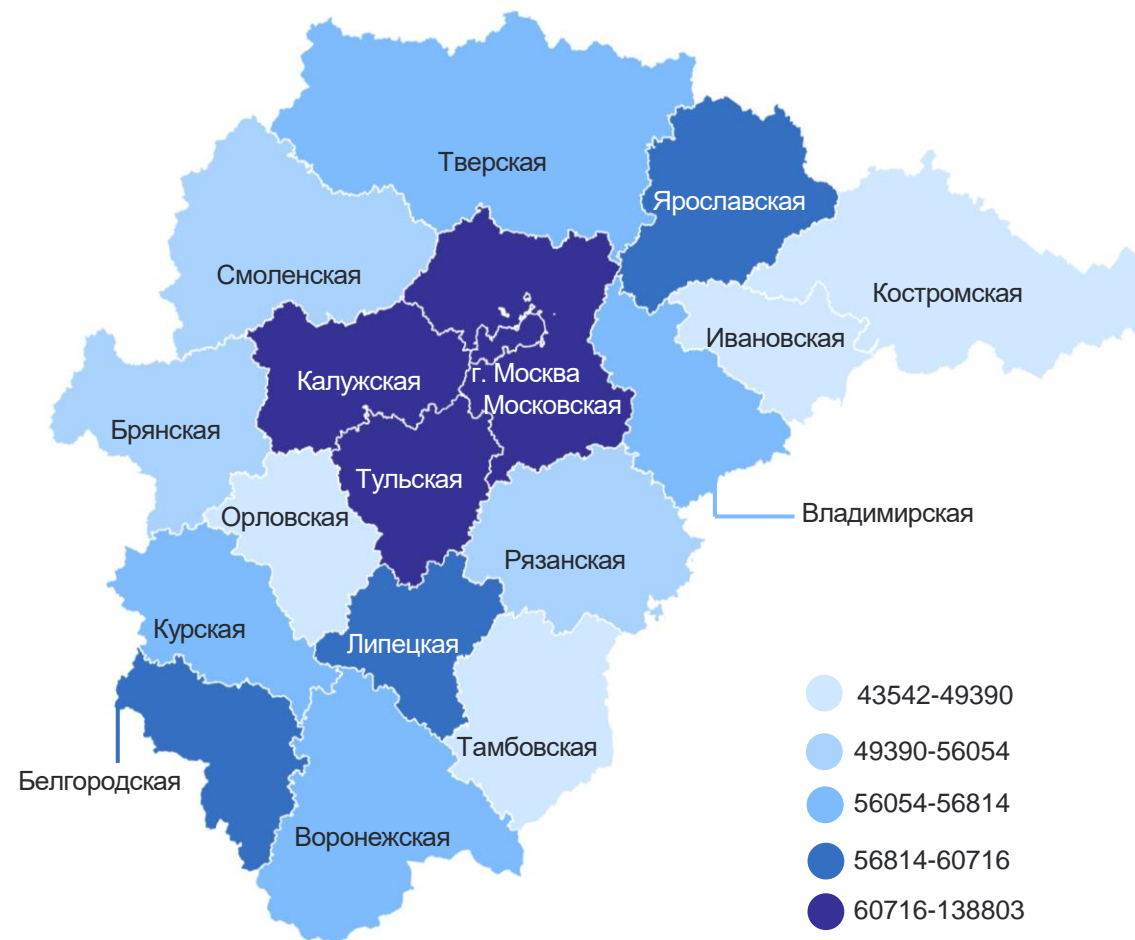 Тверская
Ярославская
Смоленская
Костромская
Ивановская
Калужская
г. Москва
Московская
Брянская
Тульская
Орловская
Владимирская
Рязанская
Курская
Липецкая
43542-49390
Тамбовская
49390-56054
Белгородская
56054-56814
Воронежская
56814-60716
60716-138803